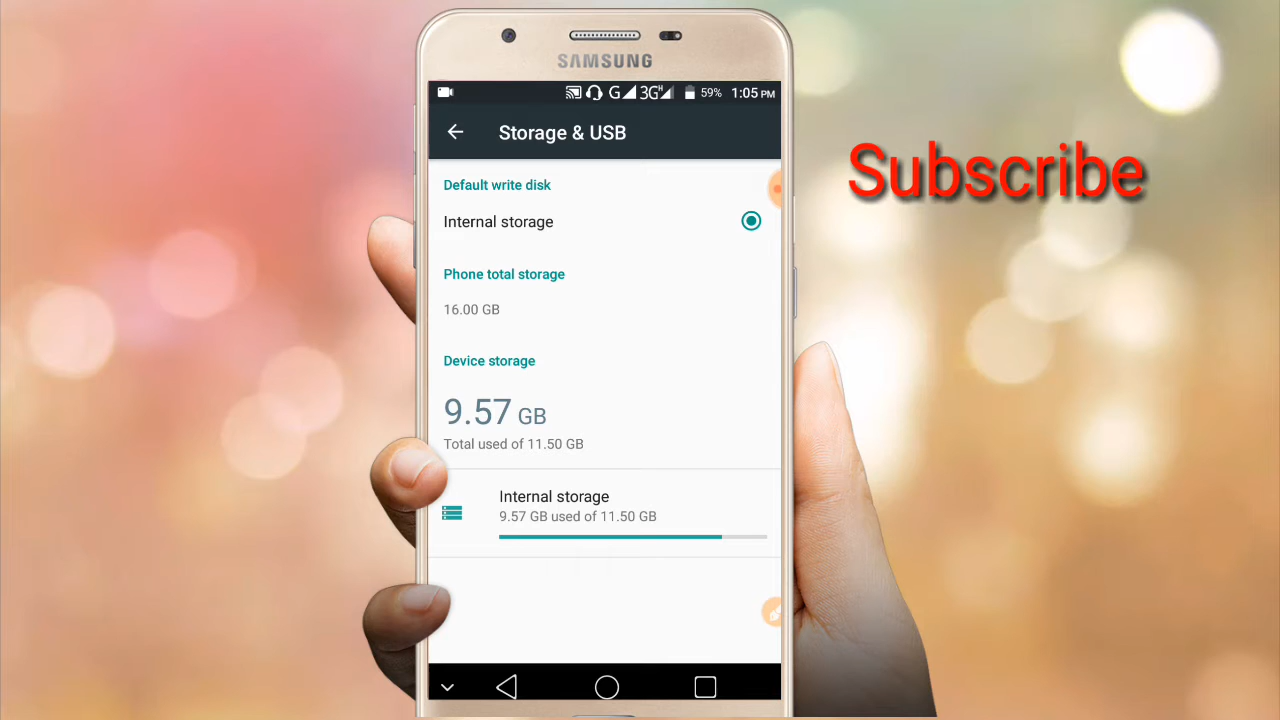 SAMSUNG
G 3G H 59% 1:05 PM
Storage & USB
Subscribe
Default write disk
Internal storage
Phone total storage
16.00 GB
Device storage
9.57 GB
Total used of 11.50 GB
Internal storage
9.57 GB used of 11.50 GB